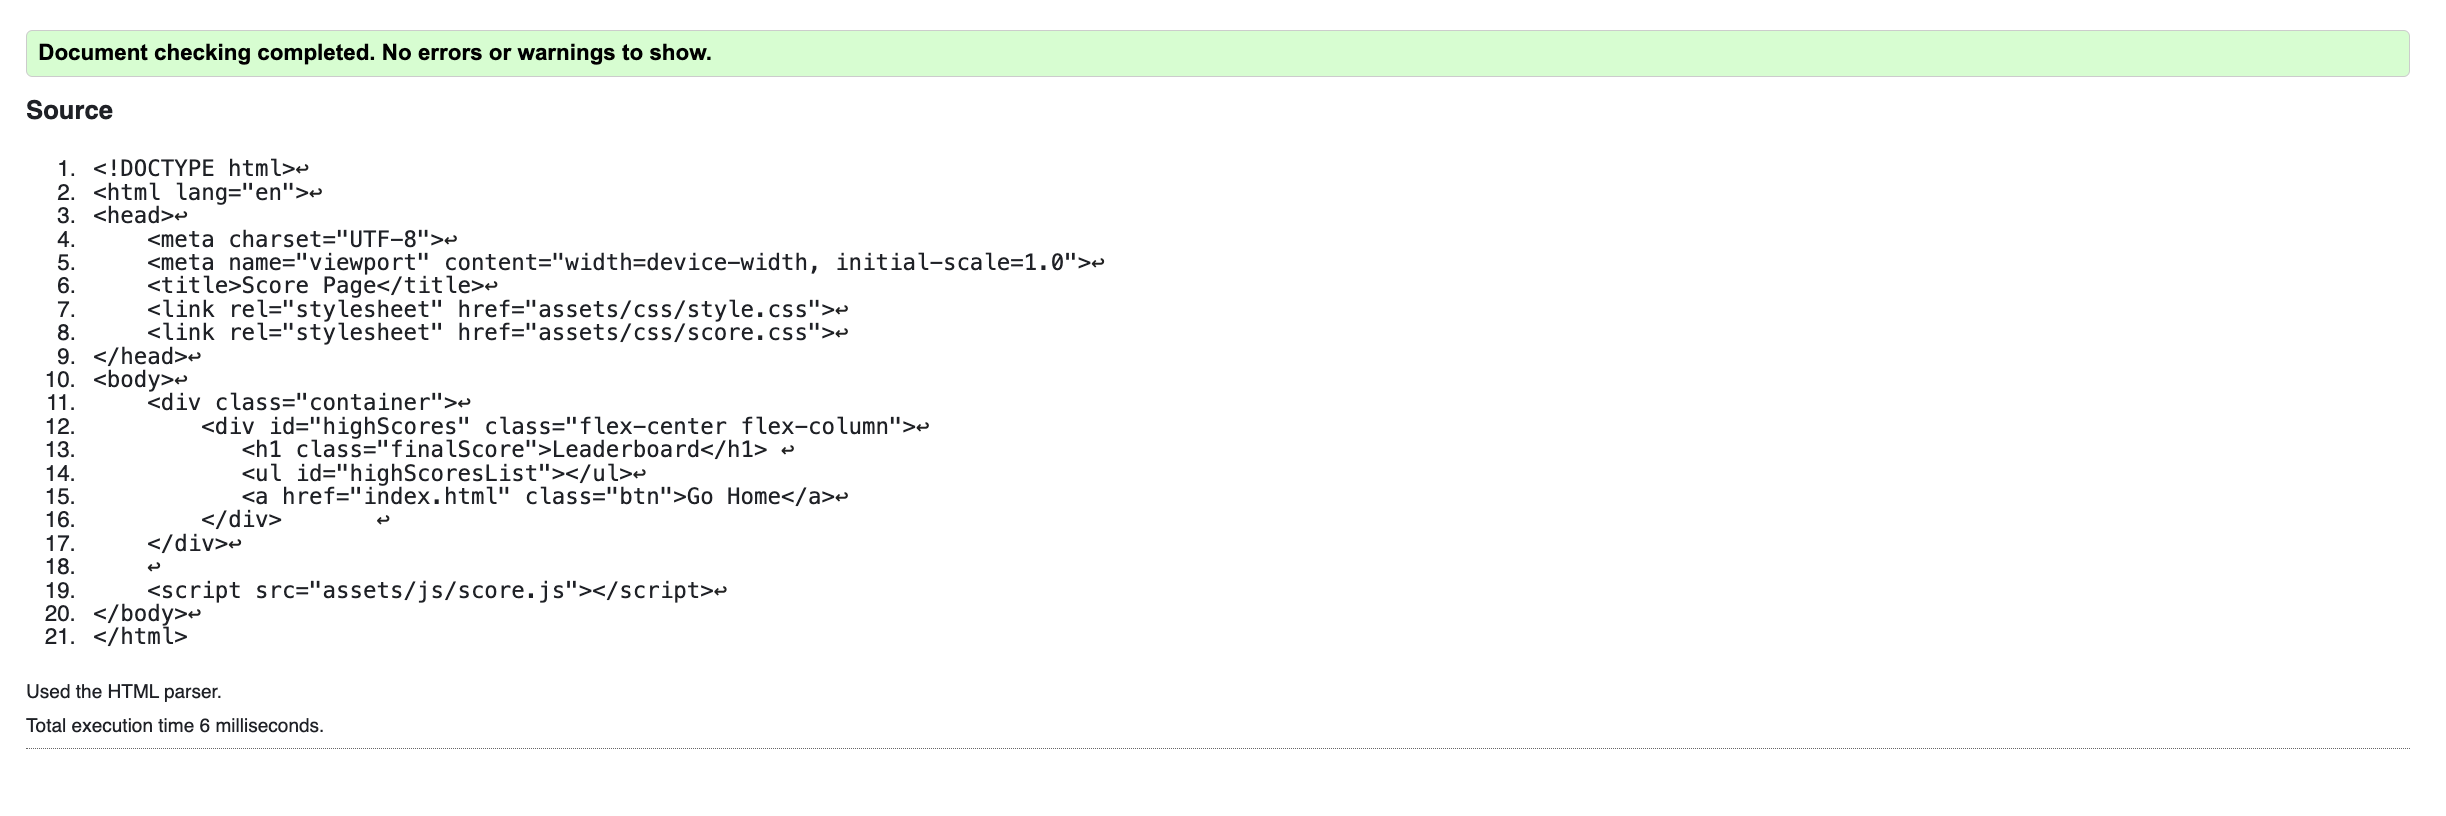 Document checking completed. No errors or warnings to show.
Source
1. <!DOCTYPE html>↩
2. <html lang="en">↩
3. <head>↩
4.     <meta charset="UTF-8">↩
5.     <meta name="viewport" content="width=device-width, initial-scale=1.0">↩
6.     <title>Score Page</title>↩
7.     <link rel="stylesheet" href="assets/css/style.css">↩
8.     <link rel="stylesheet" href="assets/css/score.css">↩
9. </head>↩
10. <body>↩
11.     <div class="container">↩
12.         <div id="highScores" class="flex-center flex-column">↩
13.            <h1 class="finalScore">Leaderboard</h1> ↩
14.            <ul id="highScoresList"></ul>↩
15.            <a href="index.html" class="btn">Go Home</a>↩
16.         </div>       ↩
17.     </div>↩
18.     ↩
19.     <script src="assets/js/score.js"></script>↩
20. </body>↩
21. </html>
Used the HTML parser.
Total execution time 6 milliseconds.